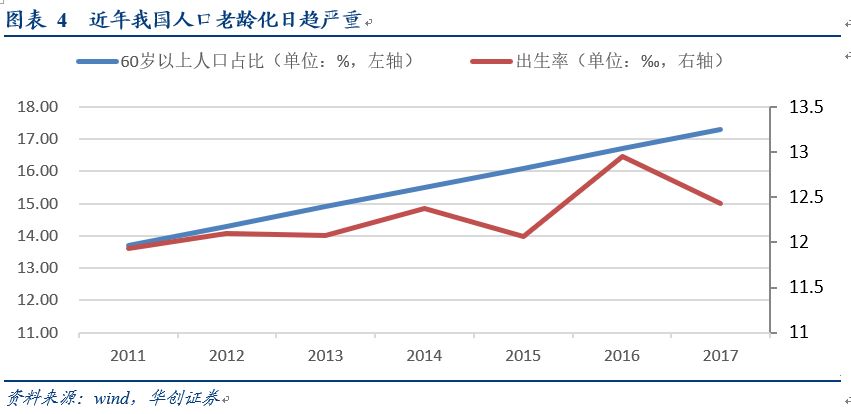 图表 4 近年我国人口老龄化日趋严重
60岁以上人口占比（单位：%，左轴） 出生率（单位：‰，右轴）
18.00 13.5
17.00 13
16.00
15.00 12.5
14.00 12
13.00
12.00 11.5
11.00 11
2011 2012 2013 2014 2015 2016 2017
资料来源：wind，华创证券